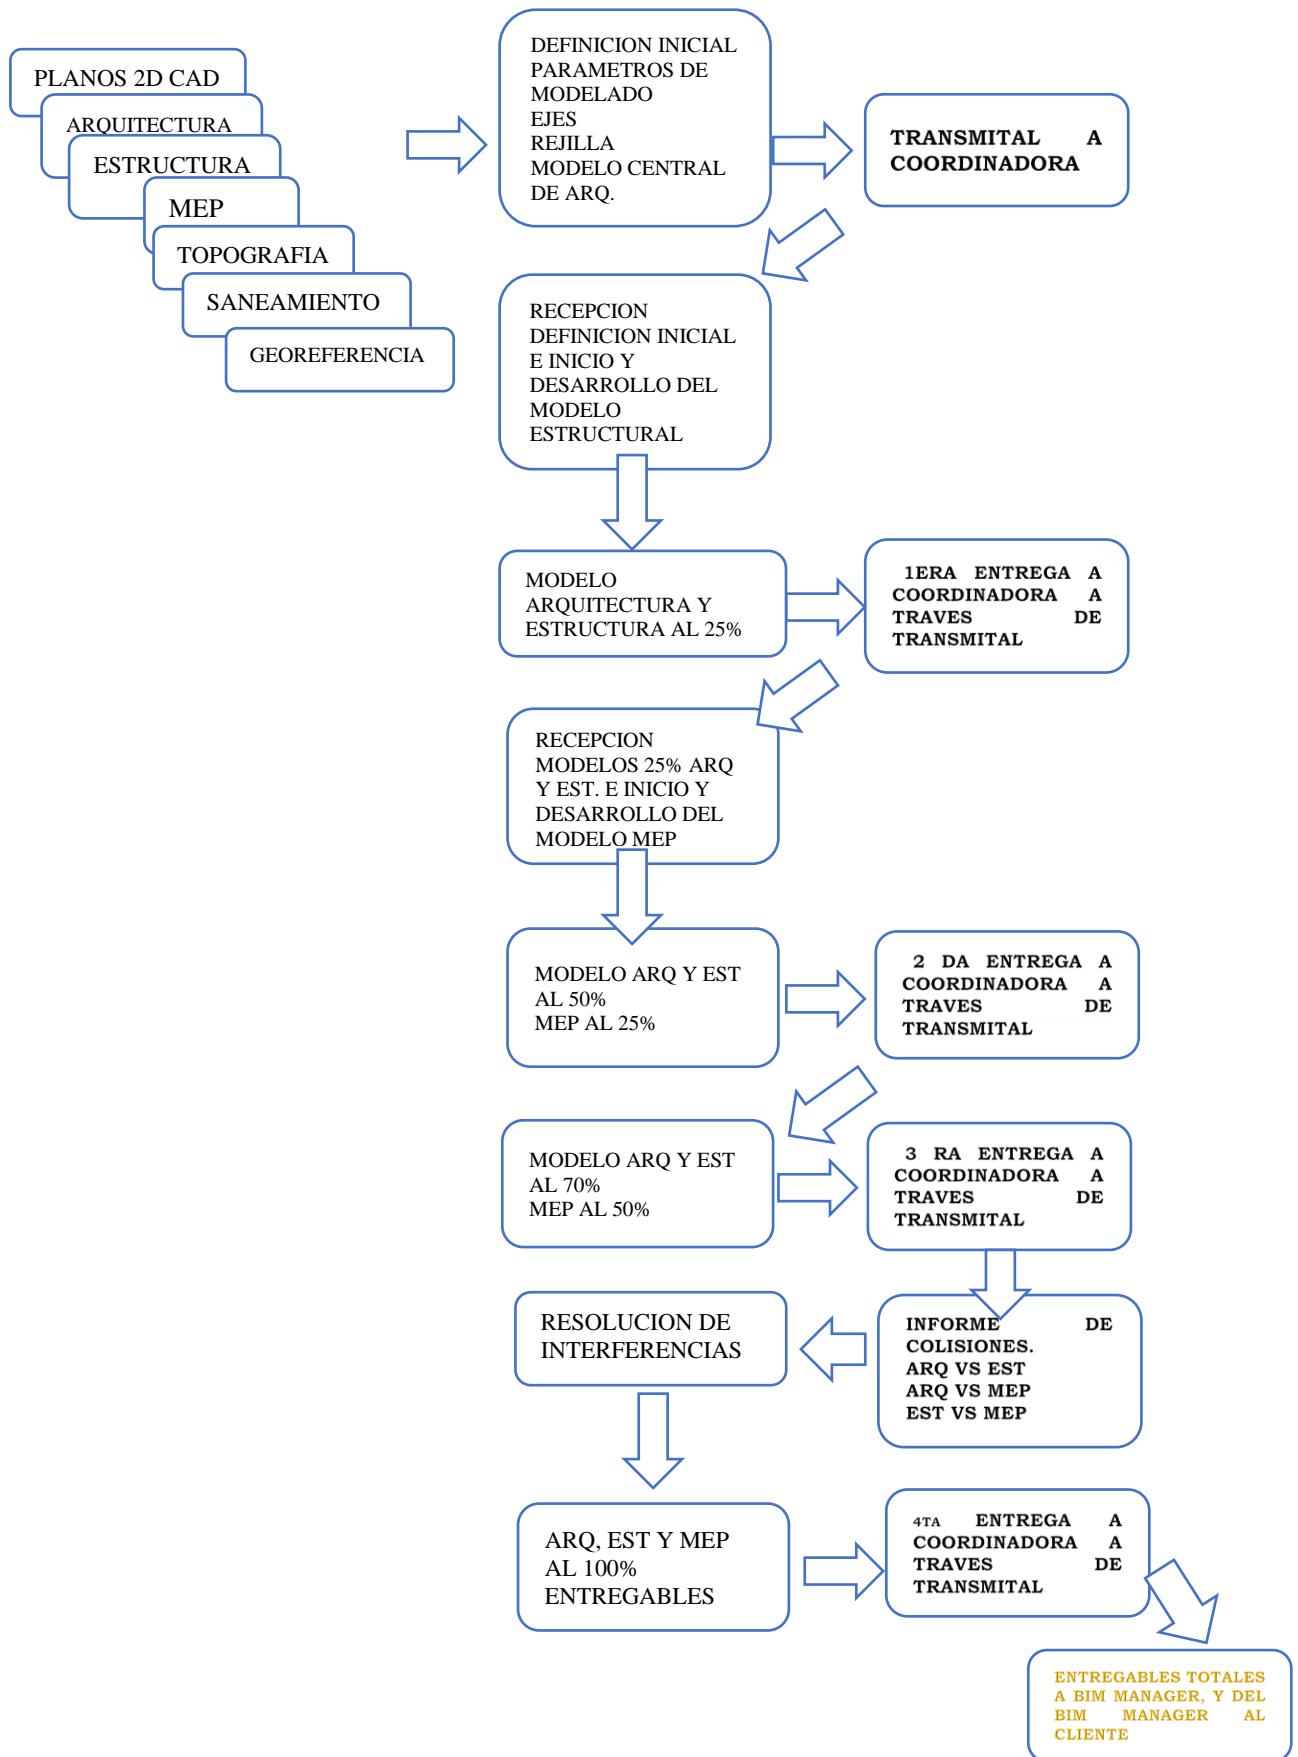 PLANOS 2D CAD
ARQUITECTURA
ESTRUCTURA
MEP
TOPOGRAFIA
SANEAMIENTO
GEOREFERENCIA
DEFINICION INICIAL
PARAMETROS DE
MODELADO
EJES
REJILLA
MODELO CENTRAL
DE ARQ.
TRANSMITAL A
COORDINADORA
RECEPCION
DEFINICION INICIAL
E INICIO Y
DESARROLLO DEL
MODELO
ESTRUCTURAL
MODELO
ARQUITECTURA Y
ESTRUCTURA AL 25%
1ERA ENTREGA A
COORDINADORA A
TRAVES DE
TRANSMITAL
RECEPCION
MODELOS 25% ARQ
Y EST. E INICIO Y
DESARROLLO DEL
MODELO MEP
MODELO ARQ Y EST
AL 50%
MEP AL 25%
2 DA ENTREGA A
COORDINADORA A
TRAVES DE
TRANSMITAL
MODELO ARQ Y EST
AL 70%
MEP AL 50%
3 RA ENTREGA A
COORDINADORA A
TRAVES DE
TRANSMITAL
INFORME DE
COLISIONES.
ARQ VS EST
ARQ VS MEP
EST VS MEP
RESOLUCION DE
INTERFERENCIAS
ARQ, EST Y MEP
AL 100%
ENTREGABLES
4TA ENTREGA A
COORDINADORA A
TRAVES DE
TRANSMITAL
ENTREGABLES TOTALES
A BIM MANAGER, Y DEL
BIM MANAGER AL
CLIENTE